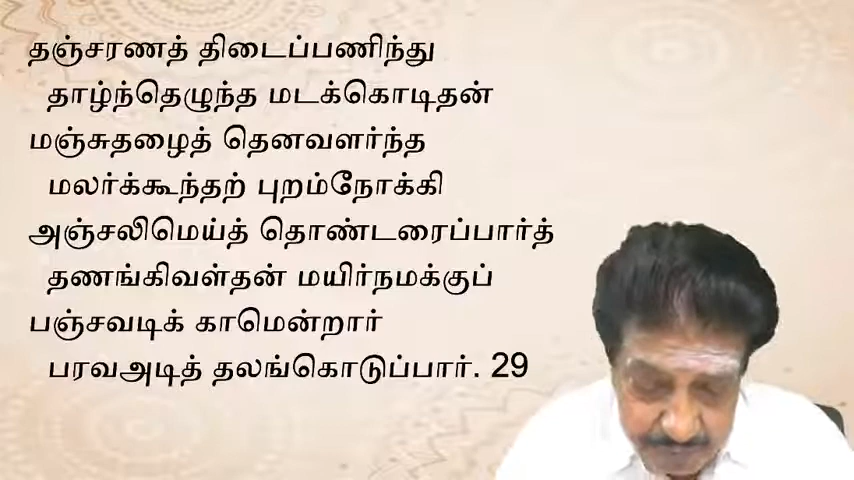 தஞ்சரணத் திடைப்பணிந்து
தாழ்ந்தெழுந்த மடக்கொடிதன்
மஞ்சுதழைத் தெனவளர்ந்த
மலர்க்கூந்தற் புறம்நோக்கி
அஞ்சலிமெய்த் தொண்டரைப்பார்த்
தணங்கிவள்தன் மயிர்நமக்குப்
பஞ்சவடிக் காமென்றார்
பரவஅடித் தலங்கொடுப்பார். 29